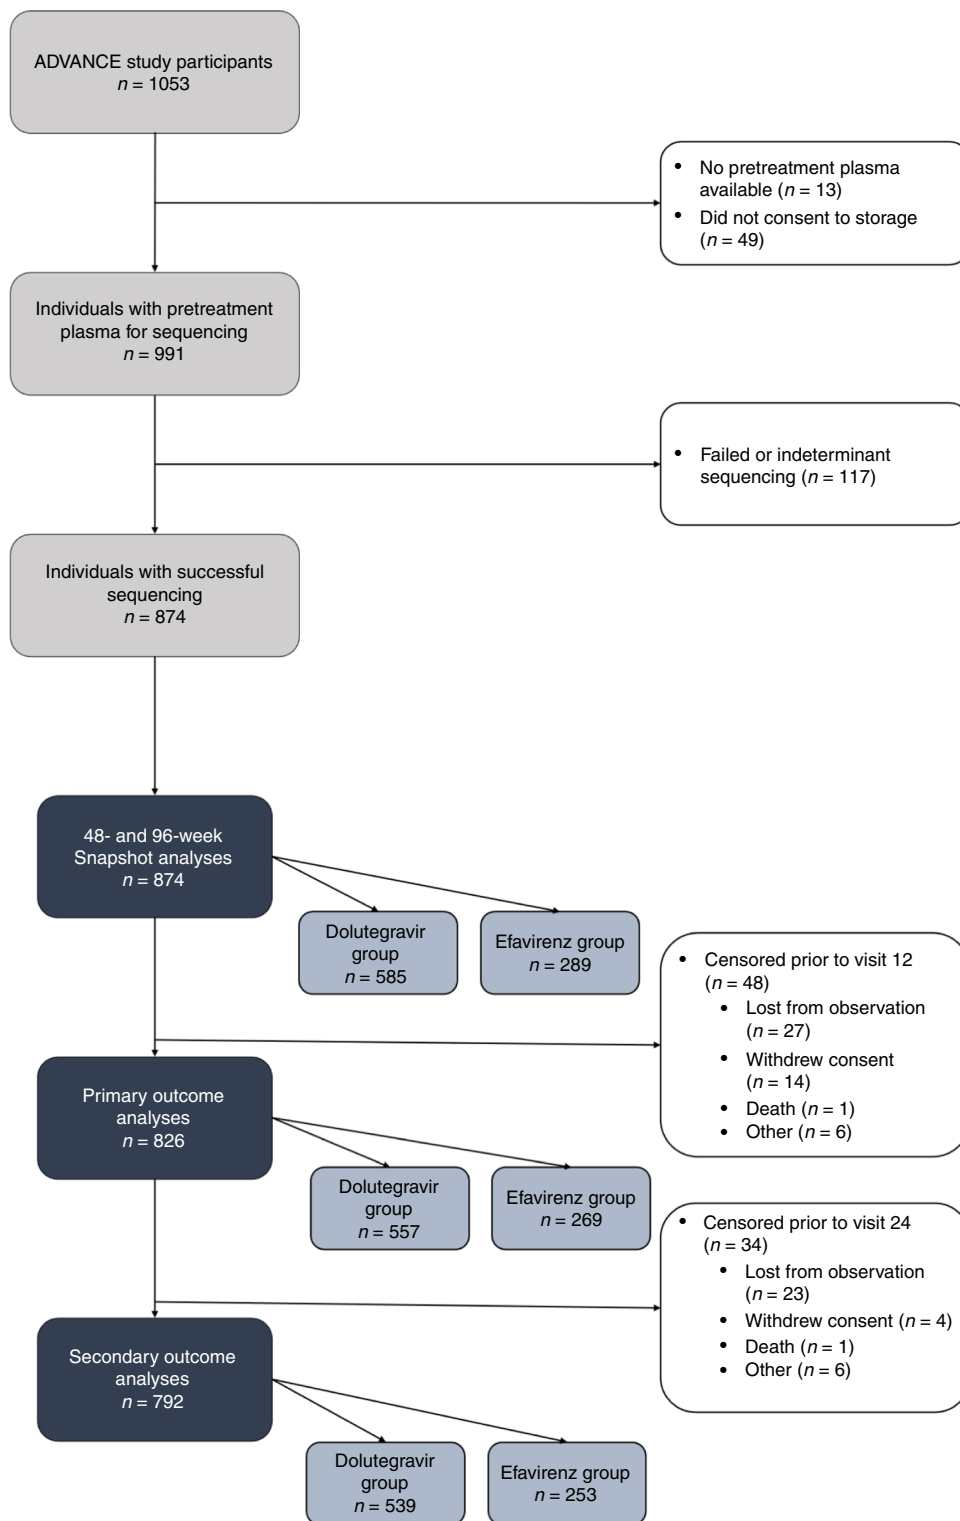 ADVANCE study participants
n = 1053
• No pretreatment plasma
available (n = 13)
• Did not consent to storage
(n = 49)
Individuals with pretreatment
plasma for sequencing
n = 991
• Failed or indeterminant
sequencing (n = 117)
Individuals with successful
sequencing
n = 874
48- and 96-week
Snapshot analyses
n = 874
Dolutegravir
group
n = 585
Efavirenz group
n = 289
• Censored prior to visit 12
(n = 48)
• Lost from observation
(n = 27)
• Withdrew consent
(n = 14)
• Death (n = 1)
• Other (n = 6)
Primary outcome
analyses
n = 826
Dolutegravir
group
n = 557
Efavirenz group
n = 269
• Censored prior to visit 24
(n = 34)
• Lost from observation
(n = 23)
• Withdrew consent (n = 4)
• Death (n = 1)
• Other (n = 6)
Secondary outcome
analyses
n = 792
Dolutegravir
group
n = 539
Efavirenz group
n = 253